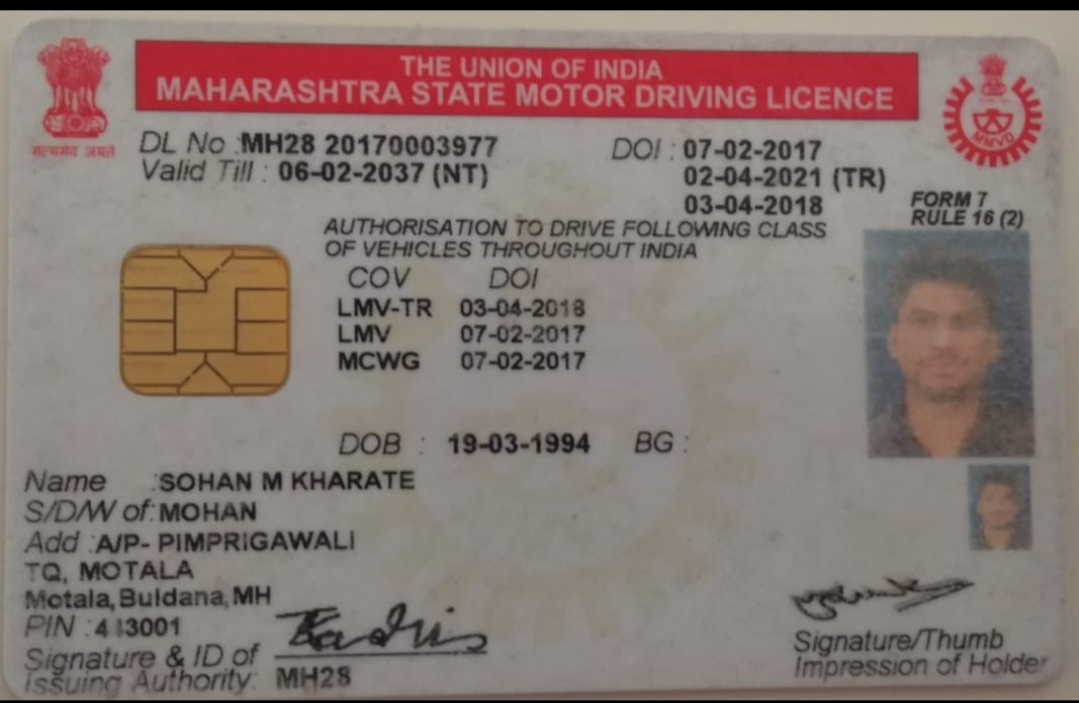 THE UNION OF INDIA
MAHARASHTRA STATE MOTOR DRIVING LICENCE
सत्यमेव जयते
MMVD
DL No : MH28 20170003977
DOI : 07-02-2017
Valid Till : 06-02-2037 (NT)
02-04-2021 (TR)
03-04-2018
FORM 7
RULE 16 (2)
AUTHORISATION TO DRIVE FOLLOWING CLASS
OF VEHICLES THROUGHOUT INDIA
COV DOI
LMV-TR 03-04-2018
LMV 07-02-2017
MCWG 07-02-2017
DOB : 19-03-1994 BG :
Name : SOHAN M KHARATE
S/D/W of : MOHAN
Add : A/P- PIMPRIGAWALI
TQ, MOTALA
Motala, Buldana, MH
PIN : 443001
Signature & ID of
Issuing Authority: MH28
Signature/Thumb
Impression of Holder